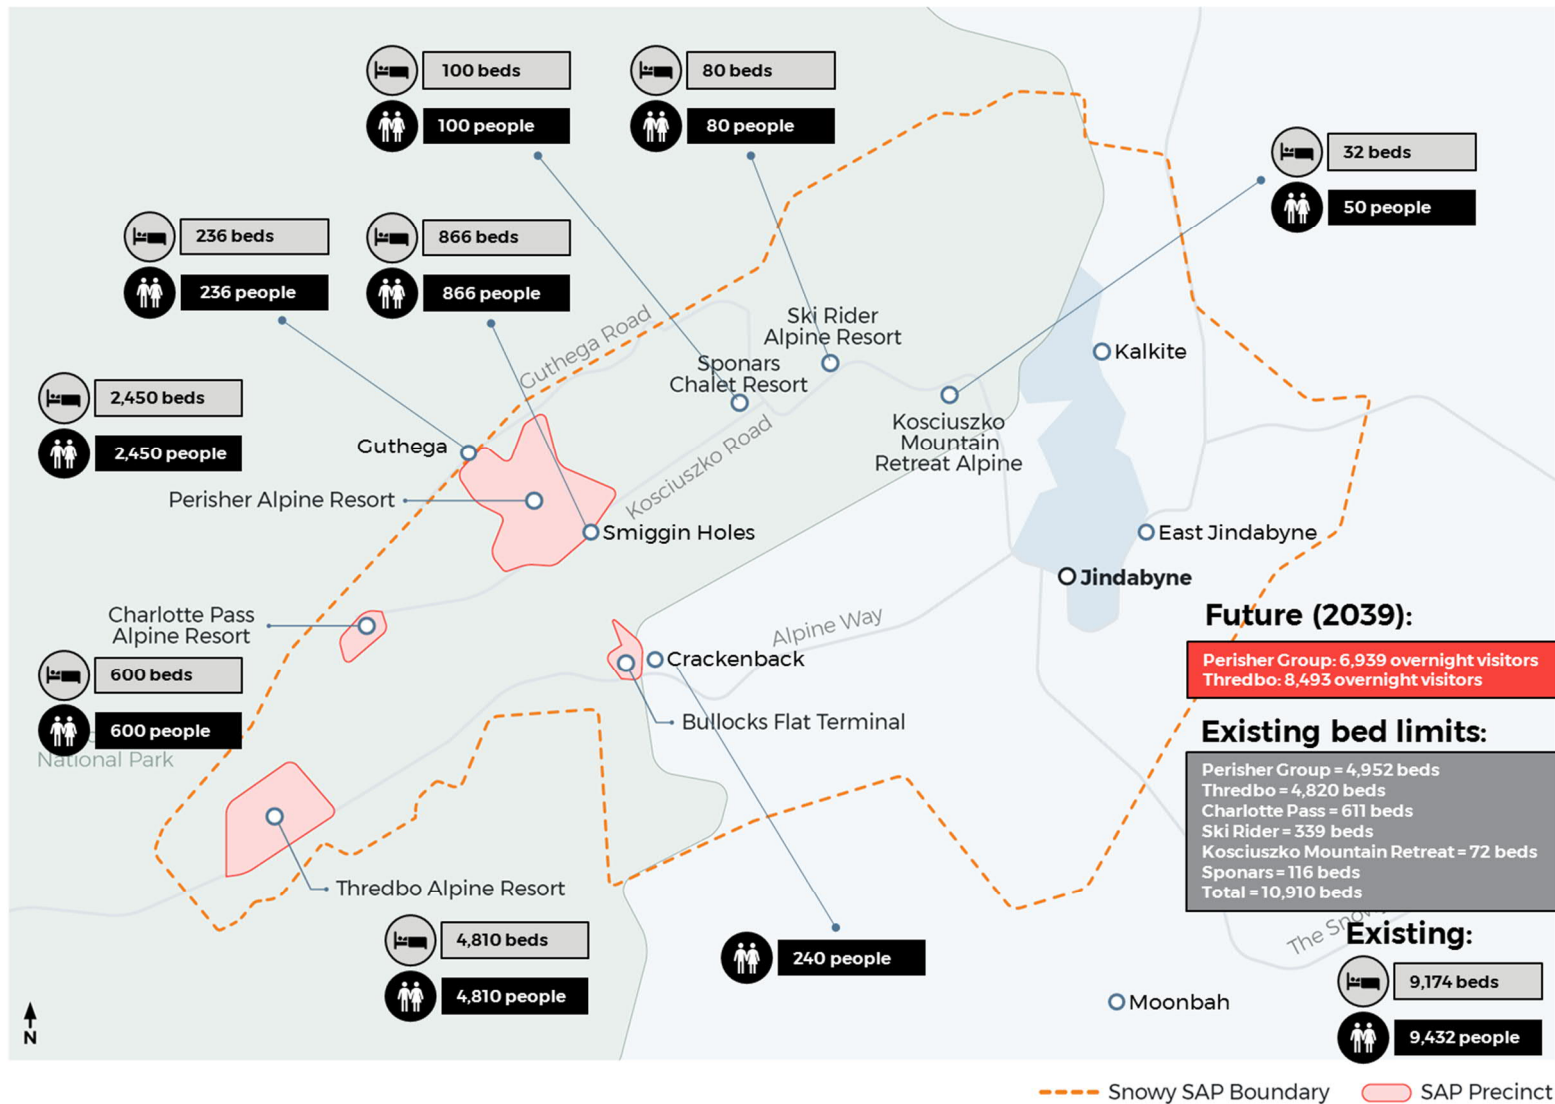 100 beds
100 people
80 beds
80 people
32 beds
50 people
236 beds
236 people
866 beds
866 people
2,450 beds
2,450 people
Guthega Road
Ski Rider
Alpine Resort
Sponars
Chalet Resort
Kalkite
Kosciuszko
Mountain
Retreat Alpine
Kosciuszko Road
Guthega
Perisher Alpine Resort
Smiggin Holes
East Jindabyne
Jindabyne
Charlotte Pass
Alpine Resort
600 beds
600 people
National Park
Alpine Way
Crackenback
Bullocks Flat Terminal
Thredbo Alpine Resort
4,810 beds
4,810 people
240 people
Future (2039):
Perisher Group: 6,939 overnight visitors
Thredbo: 8,493 overnight visitors
Existing bed limits:
Perisher Group = 4,952 beds
Thredbo = 4,820 beds
Charlotte Pass = 611 beds
Ski Rider = 339 beds
Kosciuszko Mountain Retreat = 72 beds
Sponars = 116 beds
Total = 10,910 beds
The
Existing:
9,174 beds
9,432 people
Moonbah
N
Snowy SAP Boundary
SAP Precinct